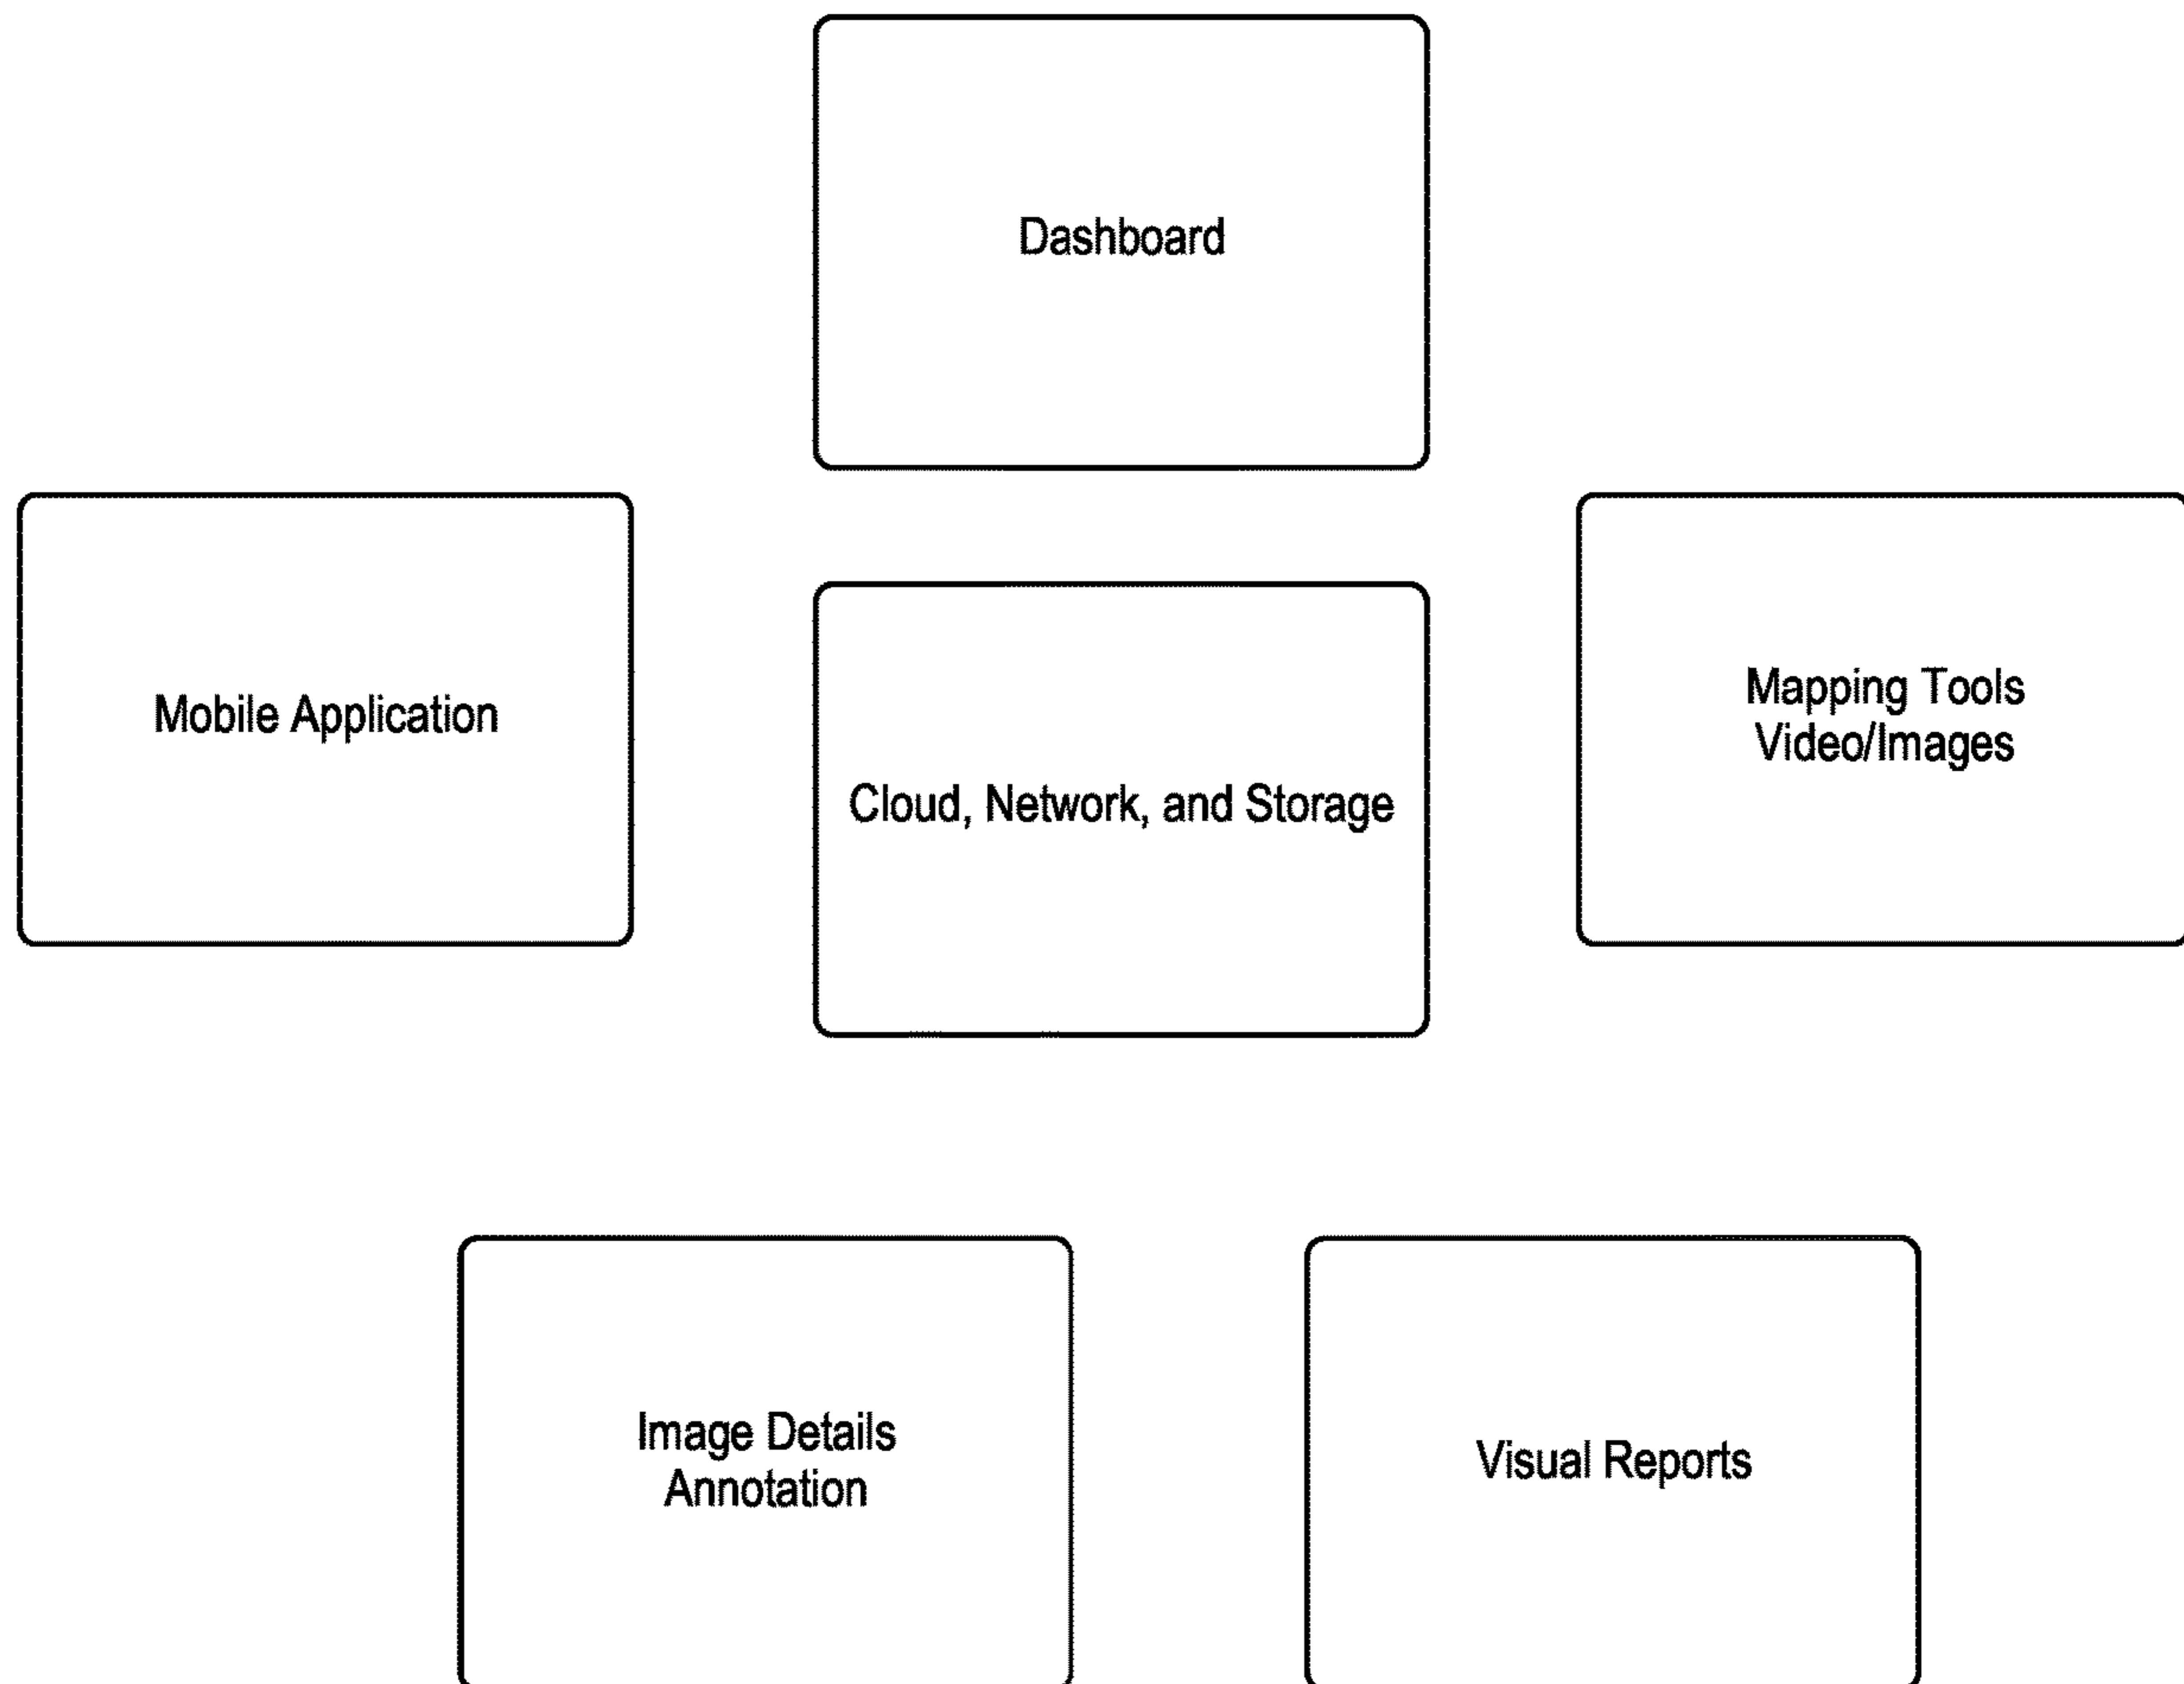 Dashboard
Mobile Application
Mapping Tools
Video/Images
Cloud, Network, and Storage
Image Details
Annotation
Visual Reports